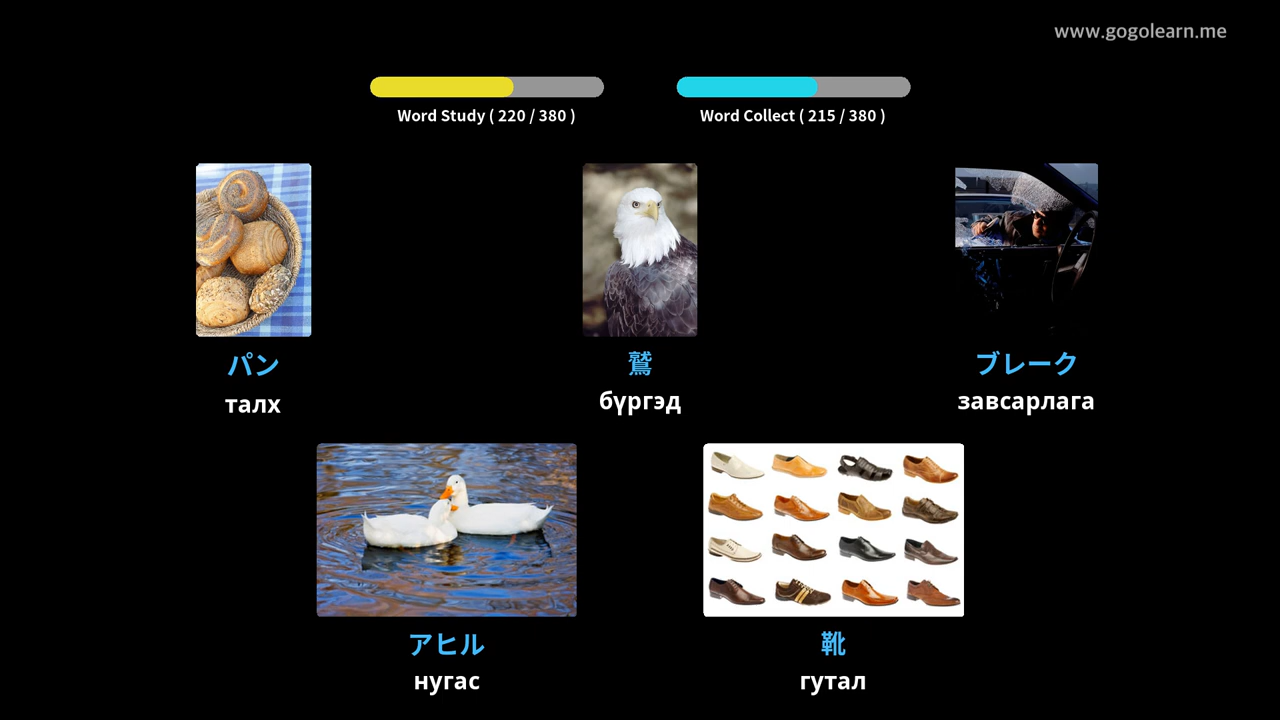 www.gogolearn.me
Word Study ( 220 / 380 )
Word Collect ( 215 / 380 )
パン
талх
鷲
бүргэд
ブレーク
завсарлага
アヒル
нугас
靴
гутал